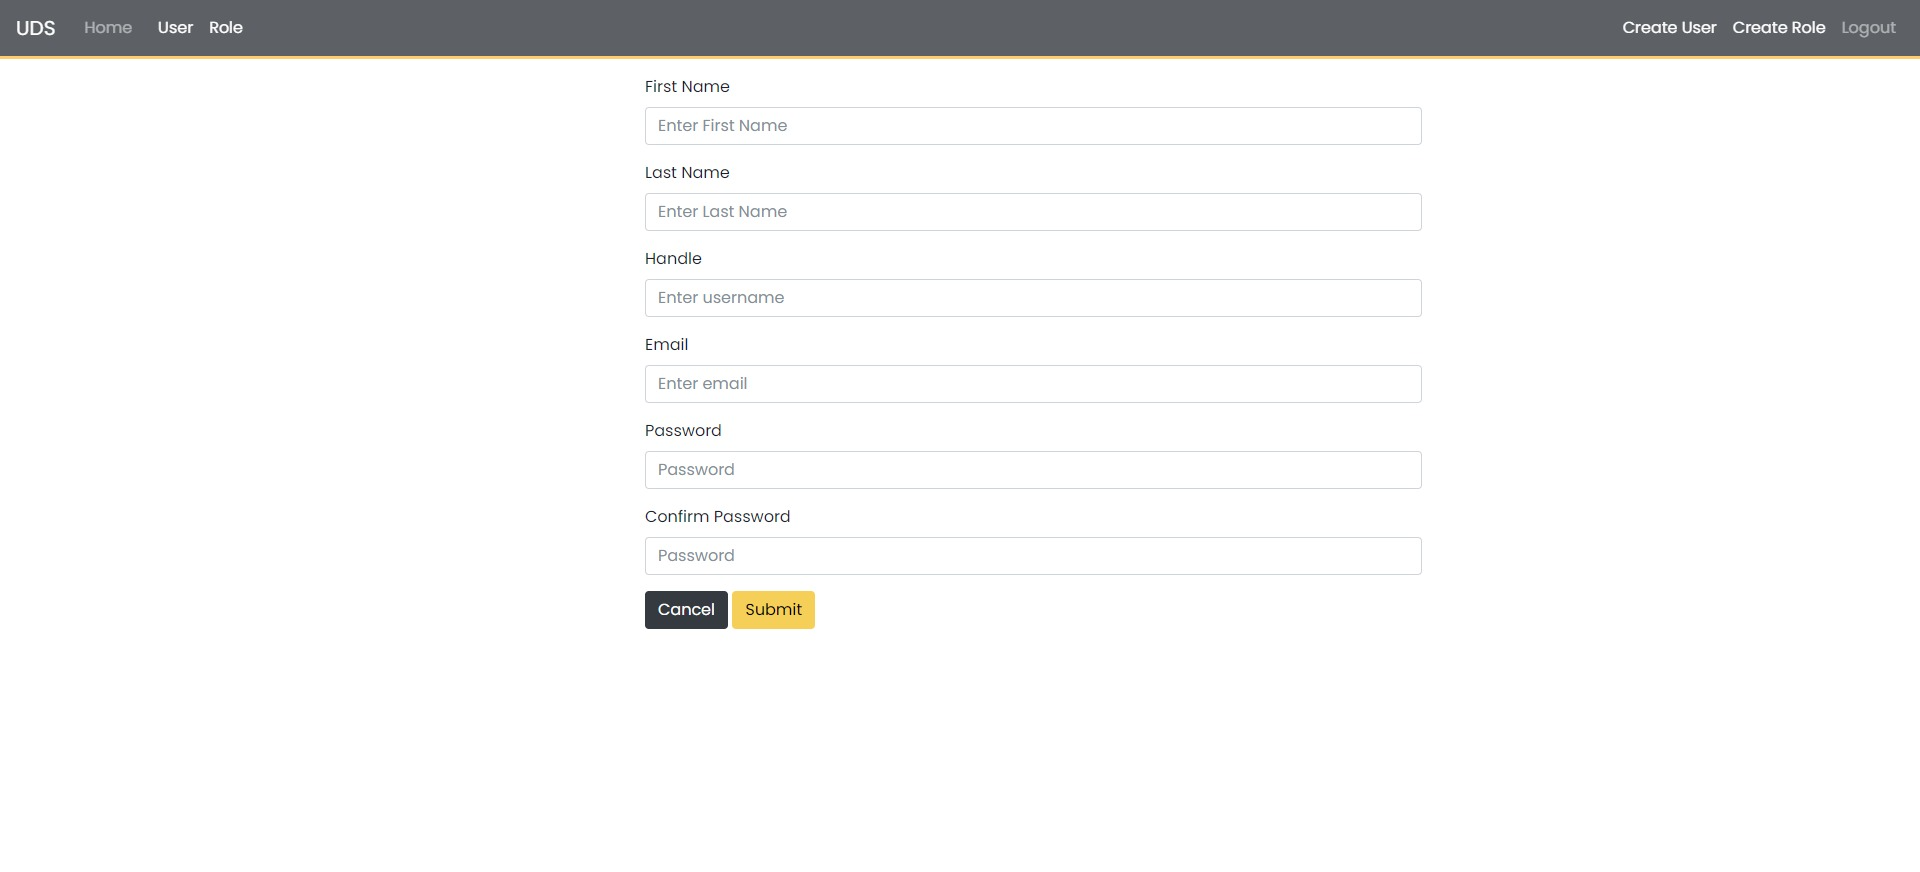 UDS Home User Role Create User Create Role Logout
First Name
Enter First Name
Last Name
Enter Last Name
Handle
Enter username
Email
Enter email
Password
Password
Confirm Password
Password
Cancel Submit